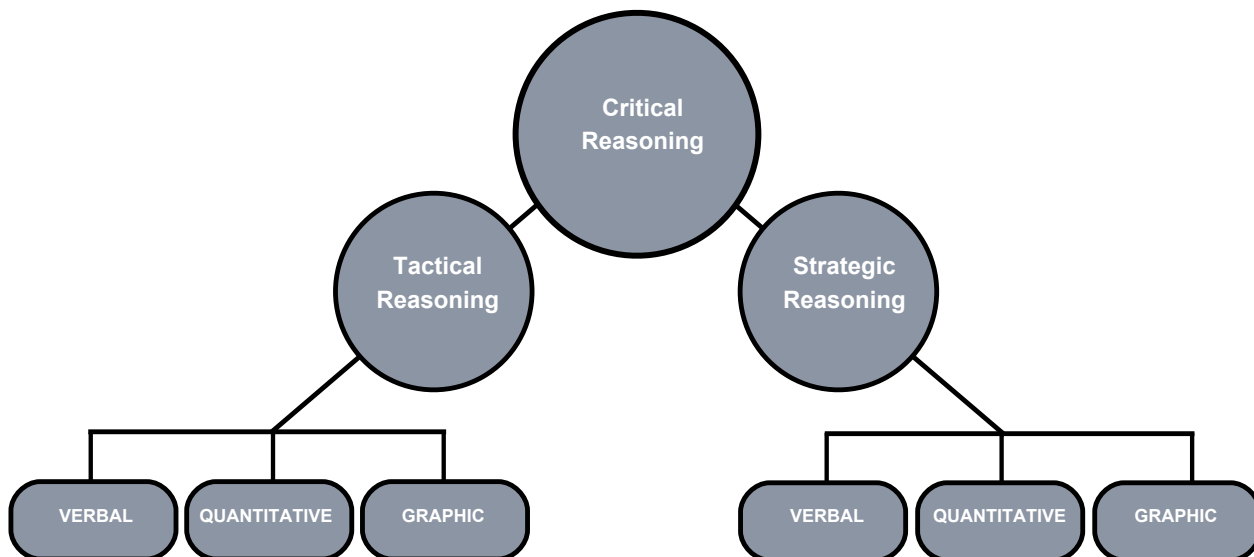 Critical
Reasoning
Tactical
Reasoning
Strategic
Reasoning
VERBAL
QUANTITATIVE
GRAPHIC
VERBAL
QUANTITATIVE
GRAPHIC